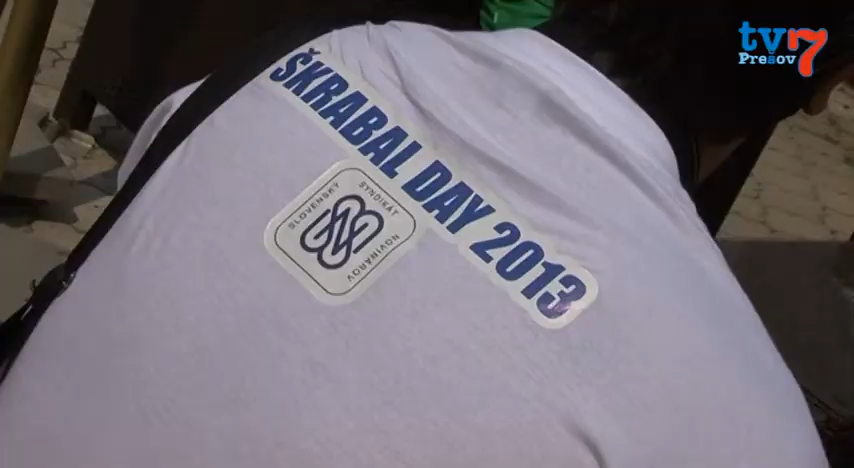 tv7
Prešov
ŠKRABAL DAY 2013
SLOVENSKÝ
SYNDIKÁT
NOVINÁROV